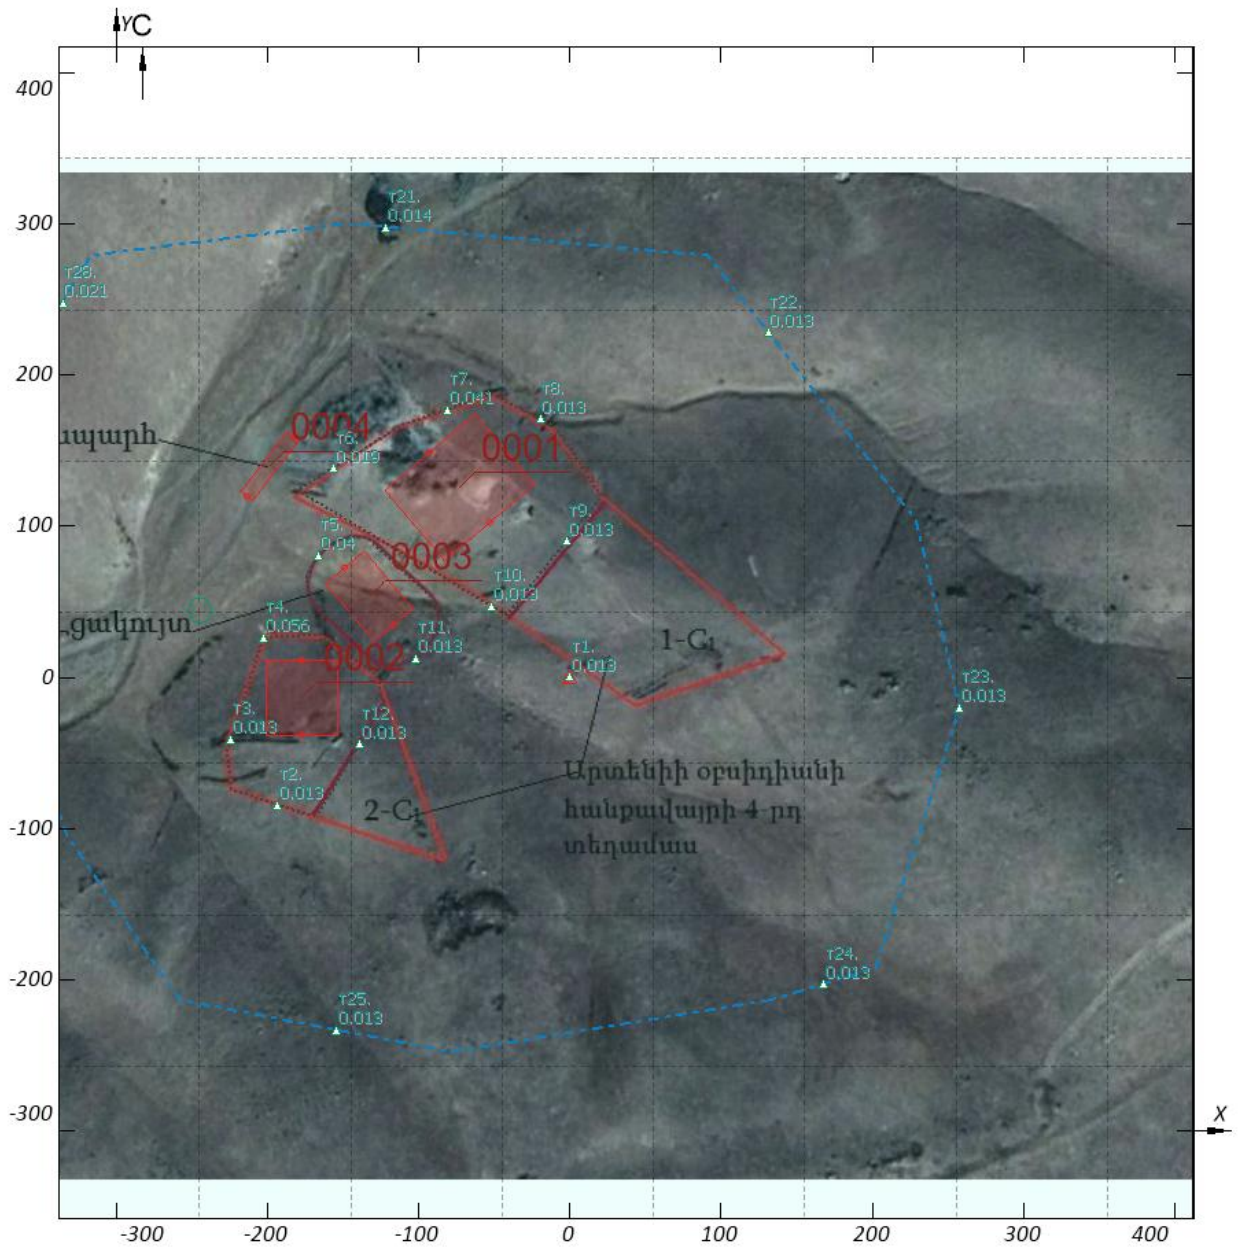 YC
400
300
200
100
0
-100
-200
-300
т21.
0.014
т28.
0.021
т22.
0.013
т7.
0.041
т8.
0.013
0004
т6.
0.019
0001
սպարհ
т9.
0.013
т5.
0.04
0003
т10.
0.013
ցակույտ
т4.
0.056
т11.
0.013
1-C₁
0002
т1.
0.013
т23.
0.013
т3.
0.013
т12.
0.013
т2.
0.013
2-C₁
Արտենիի օբսիդիանի
հանքավայրի 4-րդ
տեղամաս
т24.
0.013
т25.
0.013
X
-300 -200 -100 0 100 200 300 400